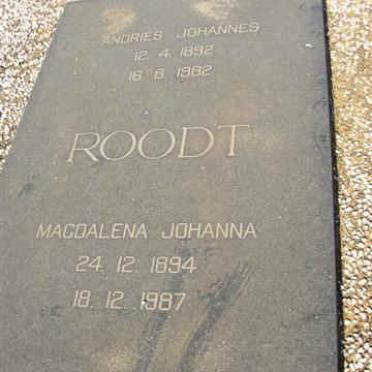 ANDRIES JOHANNES
12. 4. 1892
16. 8. 1982
ROODT
MAGDALENA JOHANNA
24. 12. 1894
18. 12. 1987